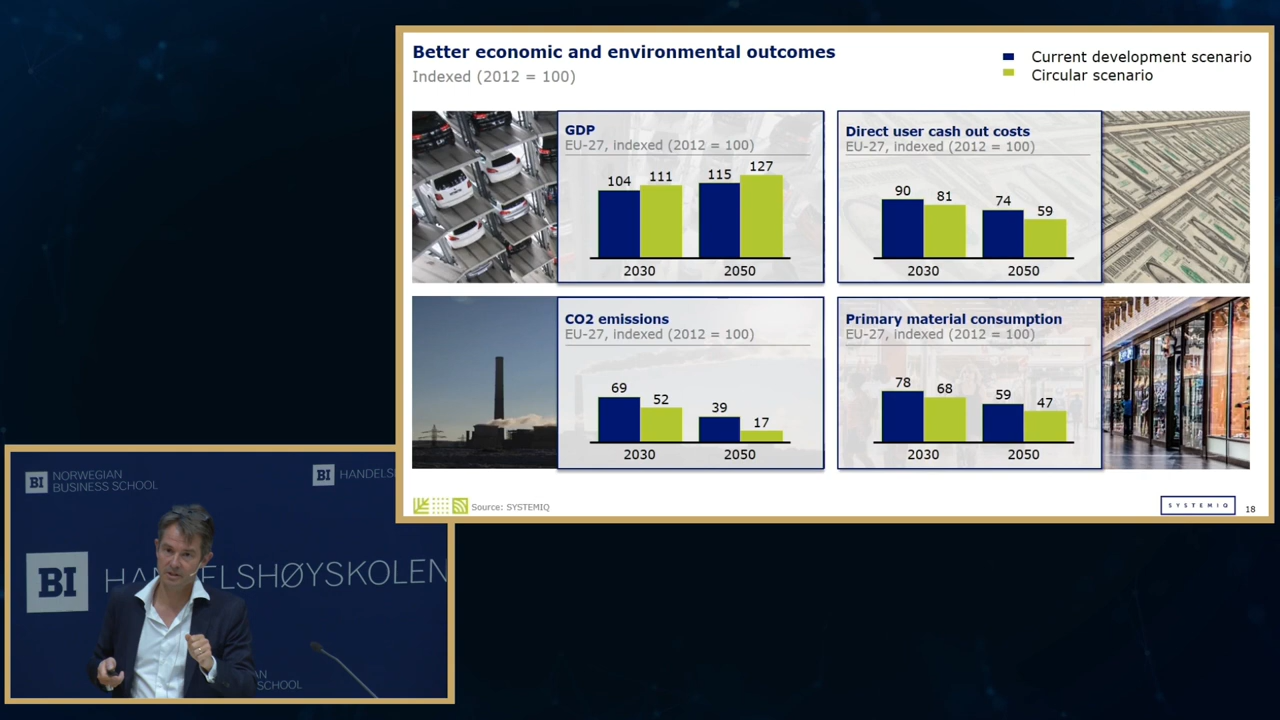 Better economic and environmental outcomes
Indexed (2012 = 100)
Current development scenario
Circular scenario
GDP
EU-27, indexed (2012 = 100)
104 111 115 127
2030 2050
Direct user cash out costs
EU-27, indexed (2012 = 100)
90 81 74 59
2030 2050
CO2 emissions
EU-27, indexed (2012 = 100)
69 52 39 17
2030 2050
Primary material consumption
EU-27, indexed (2012 = 100)
78 68 59 47
2030 2050
Source: SYSTEMIQ
SYSTEMIQ
18
BI NORWEGIAN
BUSINESS SCHOOL
BI HANDELS
BI HANDELSHØYSKOLEN
AN
SCHOOL